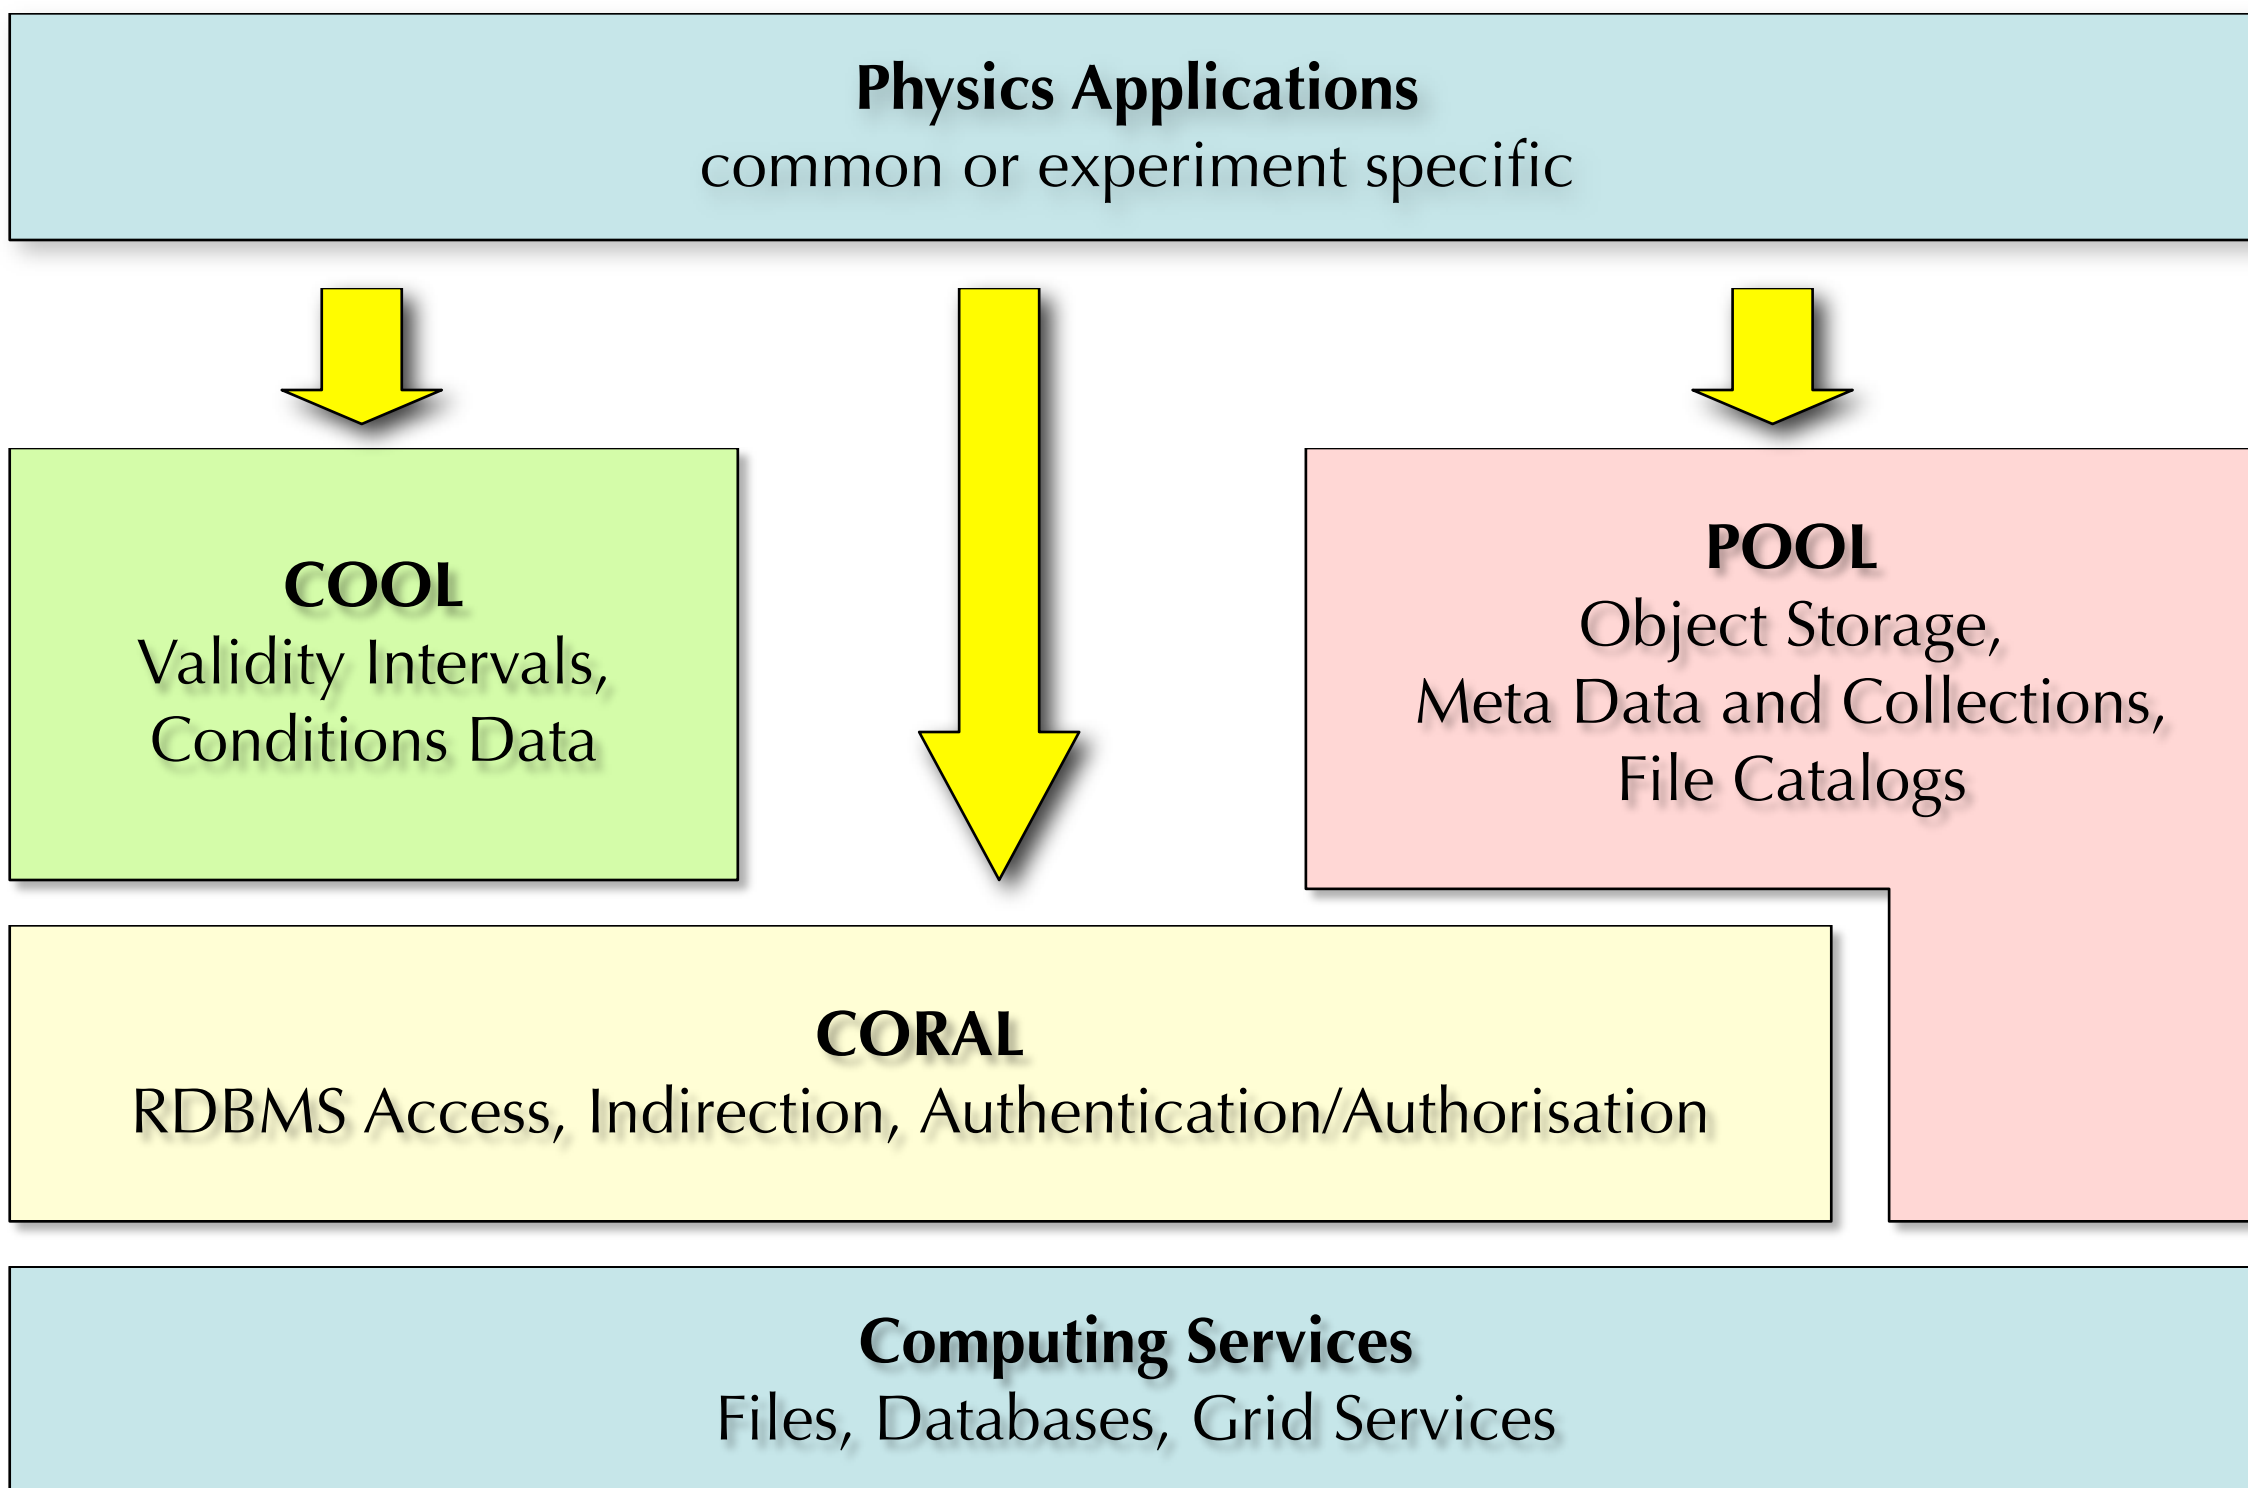 Physics Applications
common or experiment specific
COOL
Validity Intervals,
Conditions Data
POOL
Object Storage,
Meta Data and Collections,
File Catalogs
CORAL
RDBMS Access, Indirection, Authentication/Authorisation
Computing Services
Files, Databases, Grid Services